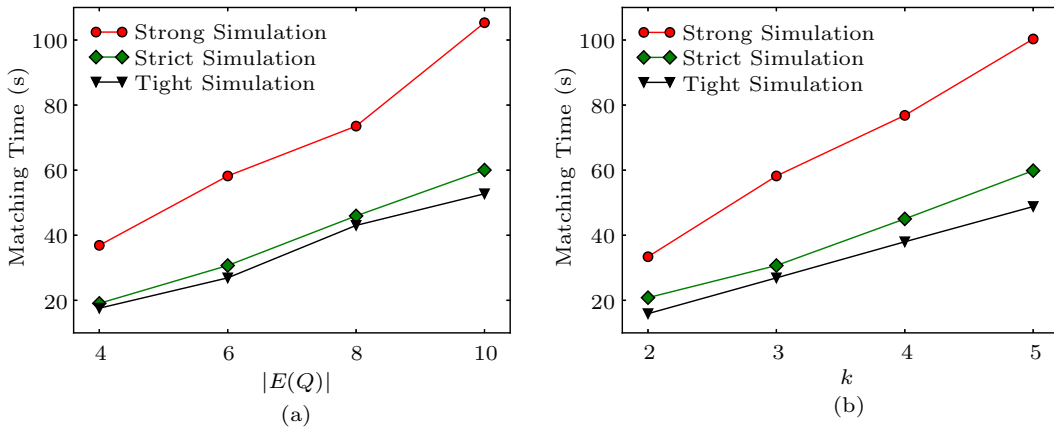 Matching Time (s)
100
80
60
40
20
Strong Simulation
Strict Simulation
Tight Simulation
4 6 8 10
|E(Q)|
(a)
Matching Time (s)
100
80
60
40
20
Strong Simulation
Strict Simulation
Tight Simulation
2 3 4 5
k
(b)